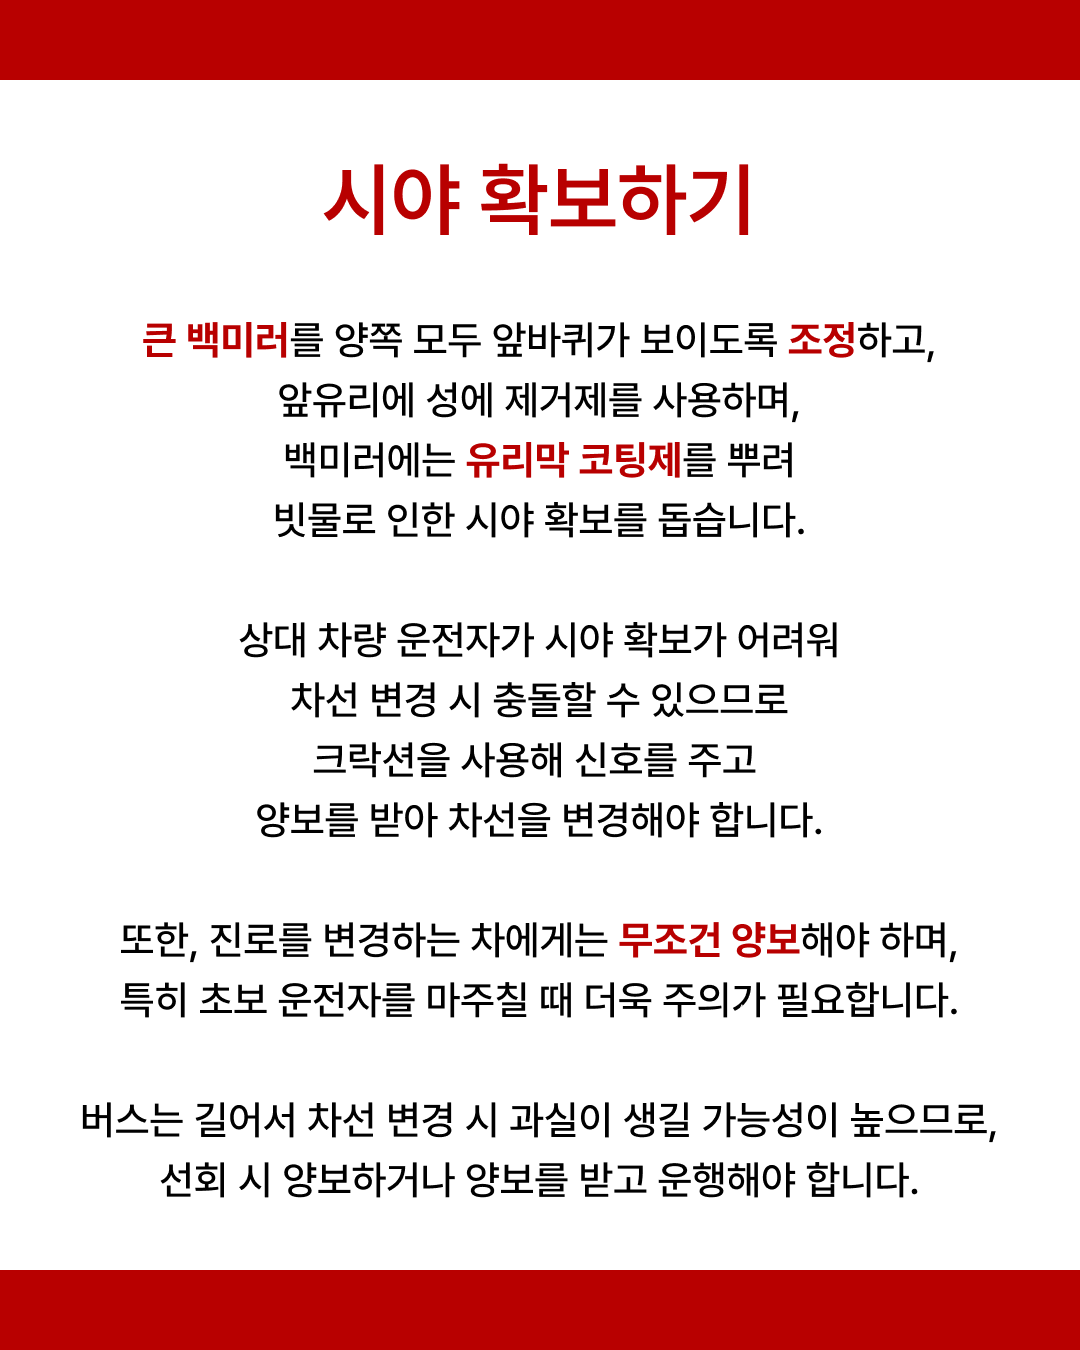 시야 확보하기
큰 백미러를 양쪽 모두 앞바퀴가 보이도록 조정하고,
앞유리에 성에 제거제를 사용하며,
백미러에는 유리막 코팅제를 뿌려
빗물로 인한 시야 확보를 돕습니다.
상대 차량 운전자가 시야 확보가 어려워
차선 변경 시 충돌할 수 있으므로
크락션을 사용해 신호를 주고
양보를 받아 차선을 변경해야 합니다.
또한, 진로를 변경하는 차에게는 무조건 양보해야 하며,
특히 초보 운전자를 마주칠 때 더욱 주의가 필요합니다.
버스는 길어서 차선 변경 시 과실이 생길 가능성이 높으므로,
선회 시 양보하거나 양보를 받고 운행해야 합니다.